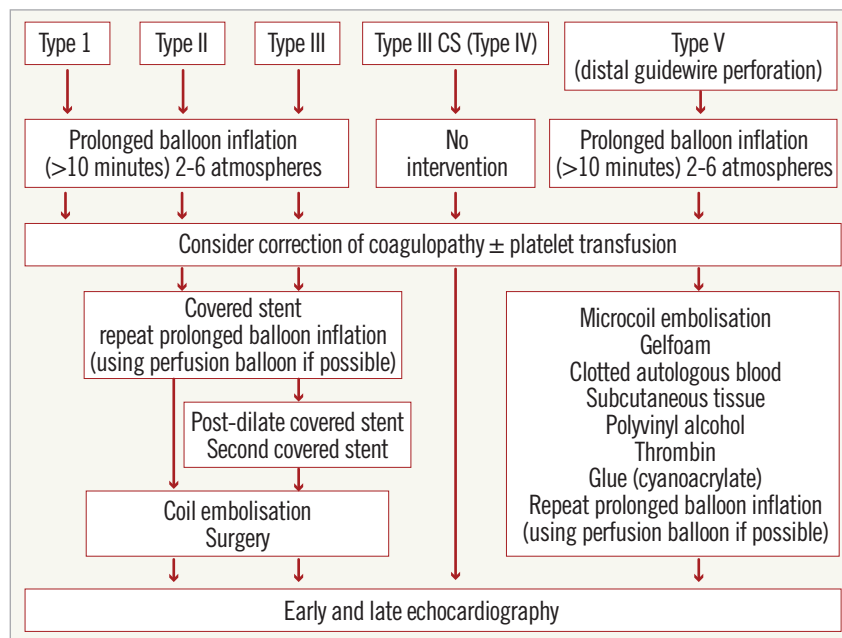 Type 1
Type II
Type III
Type III CS (Type IV)
Type V
(distal guidewire perforation)
Prolonged balloon inflation
(>10 minutes) 2-6 atmospheres
No
intervention
Prolonged balloon inflation
(>10 minutes) 2-6 atmospheres
Consider correction of coagulopathy ± platelet transfusion
Covered stent
repeat prolonged balloon inflation
(using perfusion balloon if possible)
Post-dilate covered stent
Second covered stent
Coil embolisation
Surgery
Microcoil embolisation
Gelfoam
Clotted autologous blood
Subcutaneous tissue
Polyvinyl alcohol
Thrombin
Glue (cyanoacrylate)
Repeat prolonged balloon inflation
(using perfusion balloon if possible)
Early and late echocardiography